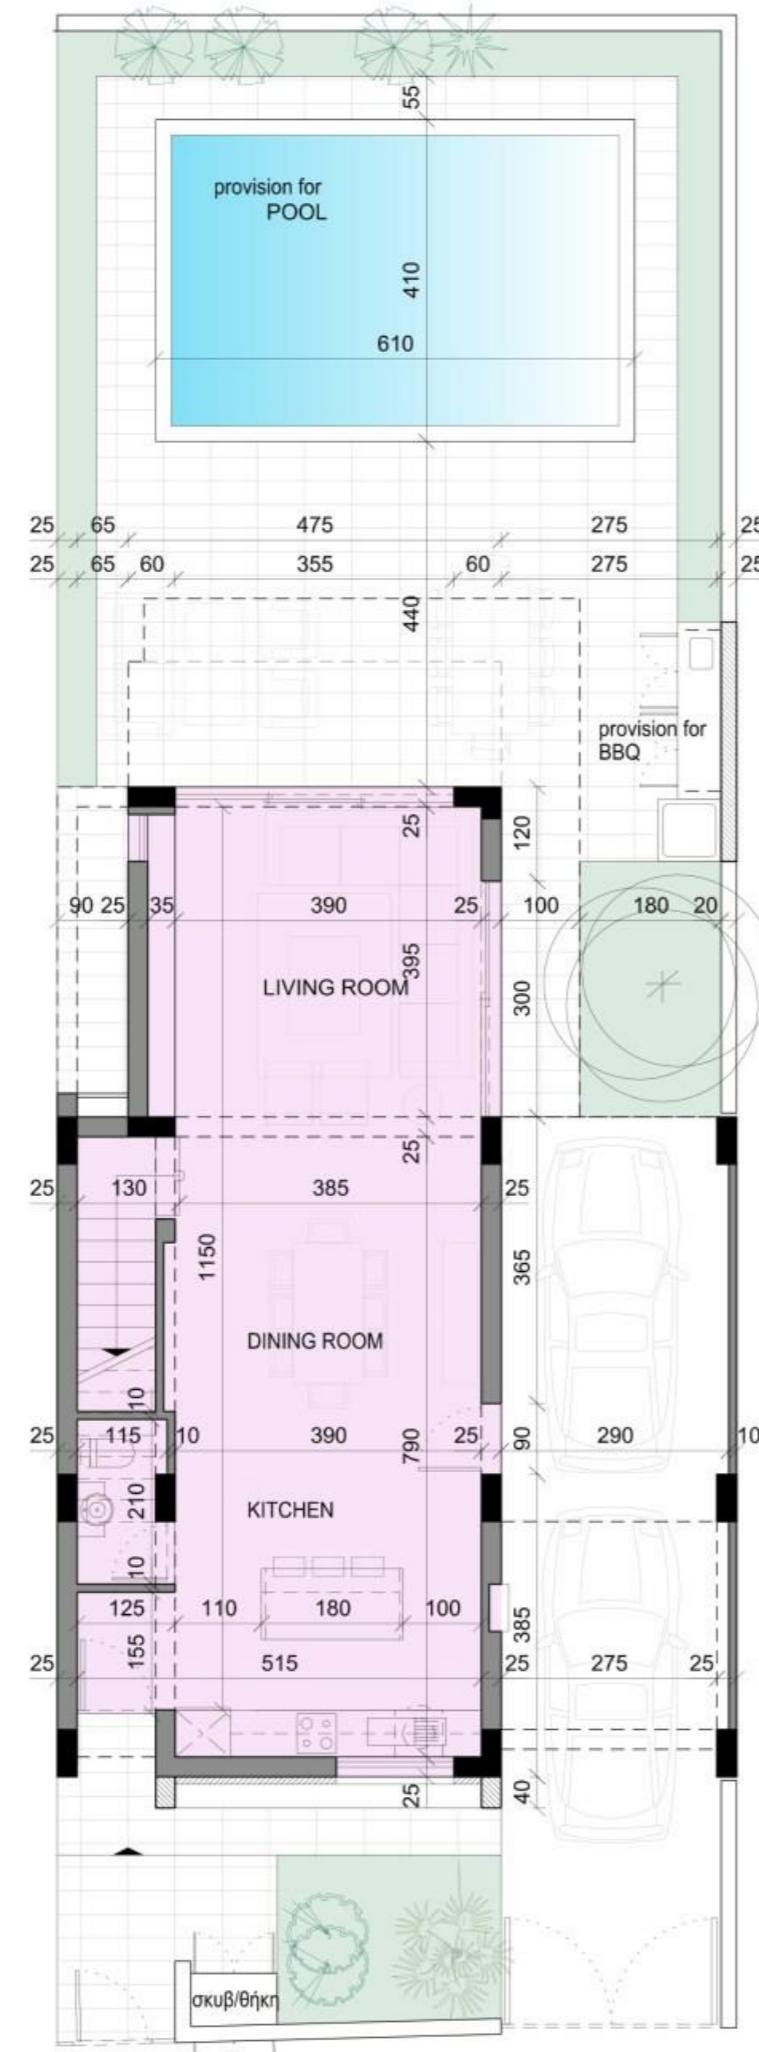 55
provision for
POOL
410
610
25 65 475 275 25
25 65 60 355 60 275 25
440
provision for
BBQ
25
120
90 25 35 390 25 100 180 20
395
LIVING ROOM
300
25
25 130 385 25
1150
365
DINING ROOM
10
25 115 10 390 790 25 90 290 10
KITCHEN
210
10
125 110 180 100
385
155
25 515 25 275 25
25
40
σκυβ/θήκη